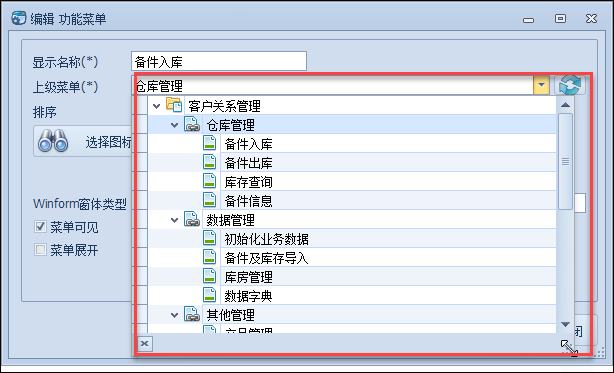 编辑 功能菜单
显示名称(*)
备件入库
上级菜单(*)
仓库管理
排序
选择图标
Winform窗体类型
菜单可见
菜单展开
客户关系管理
仓库管理
备件入库
备件出库
库存查询
备件信息
数据管理
初始化业务数据
备件及库存导入
库房管理
数据字典
其他管理
闭